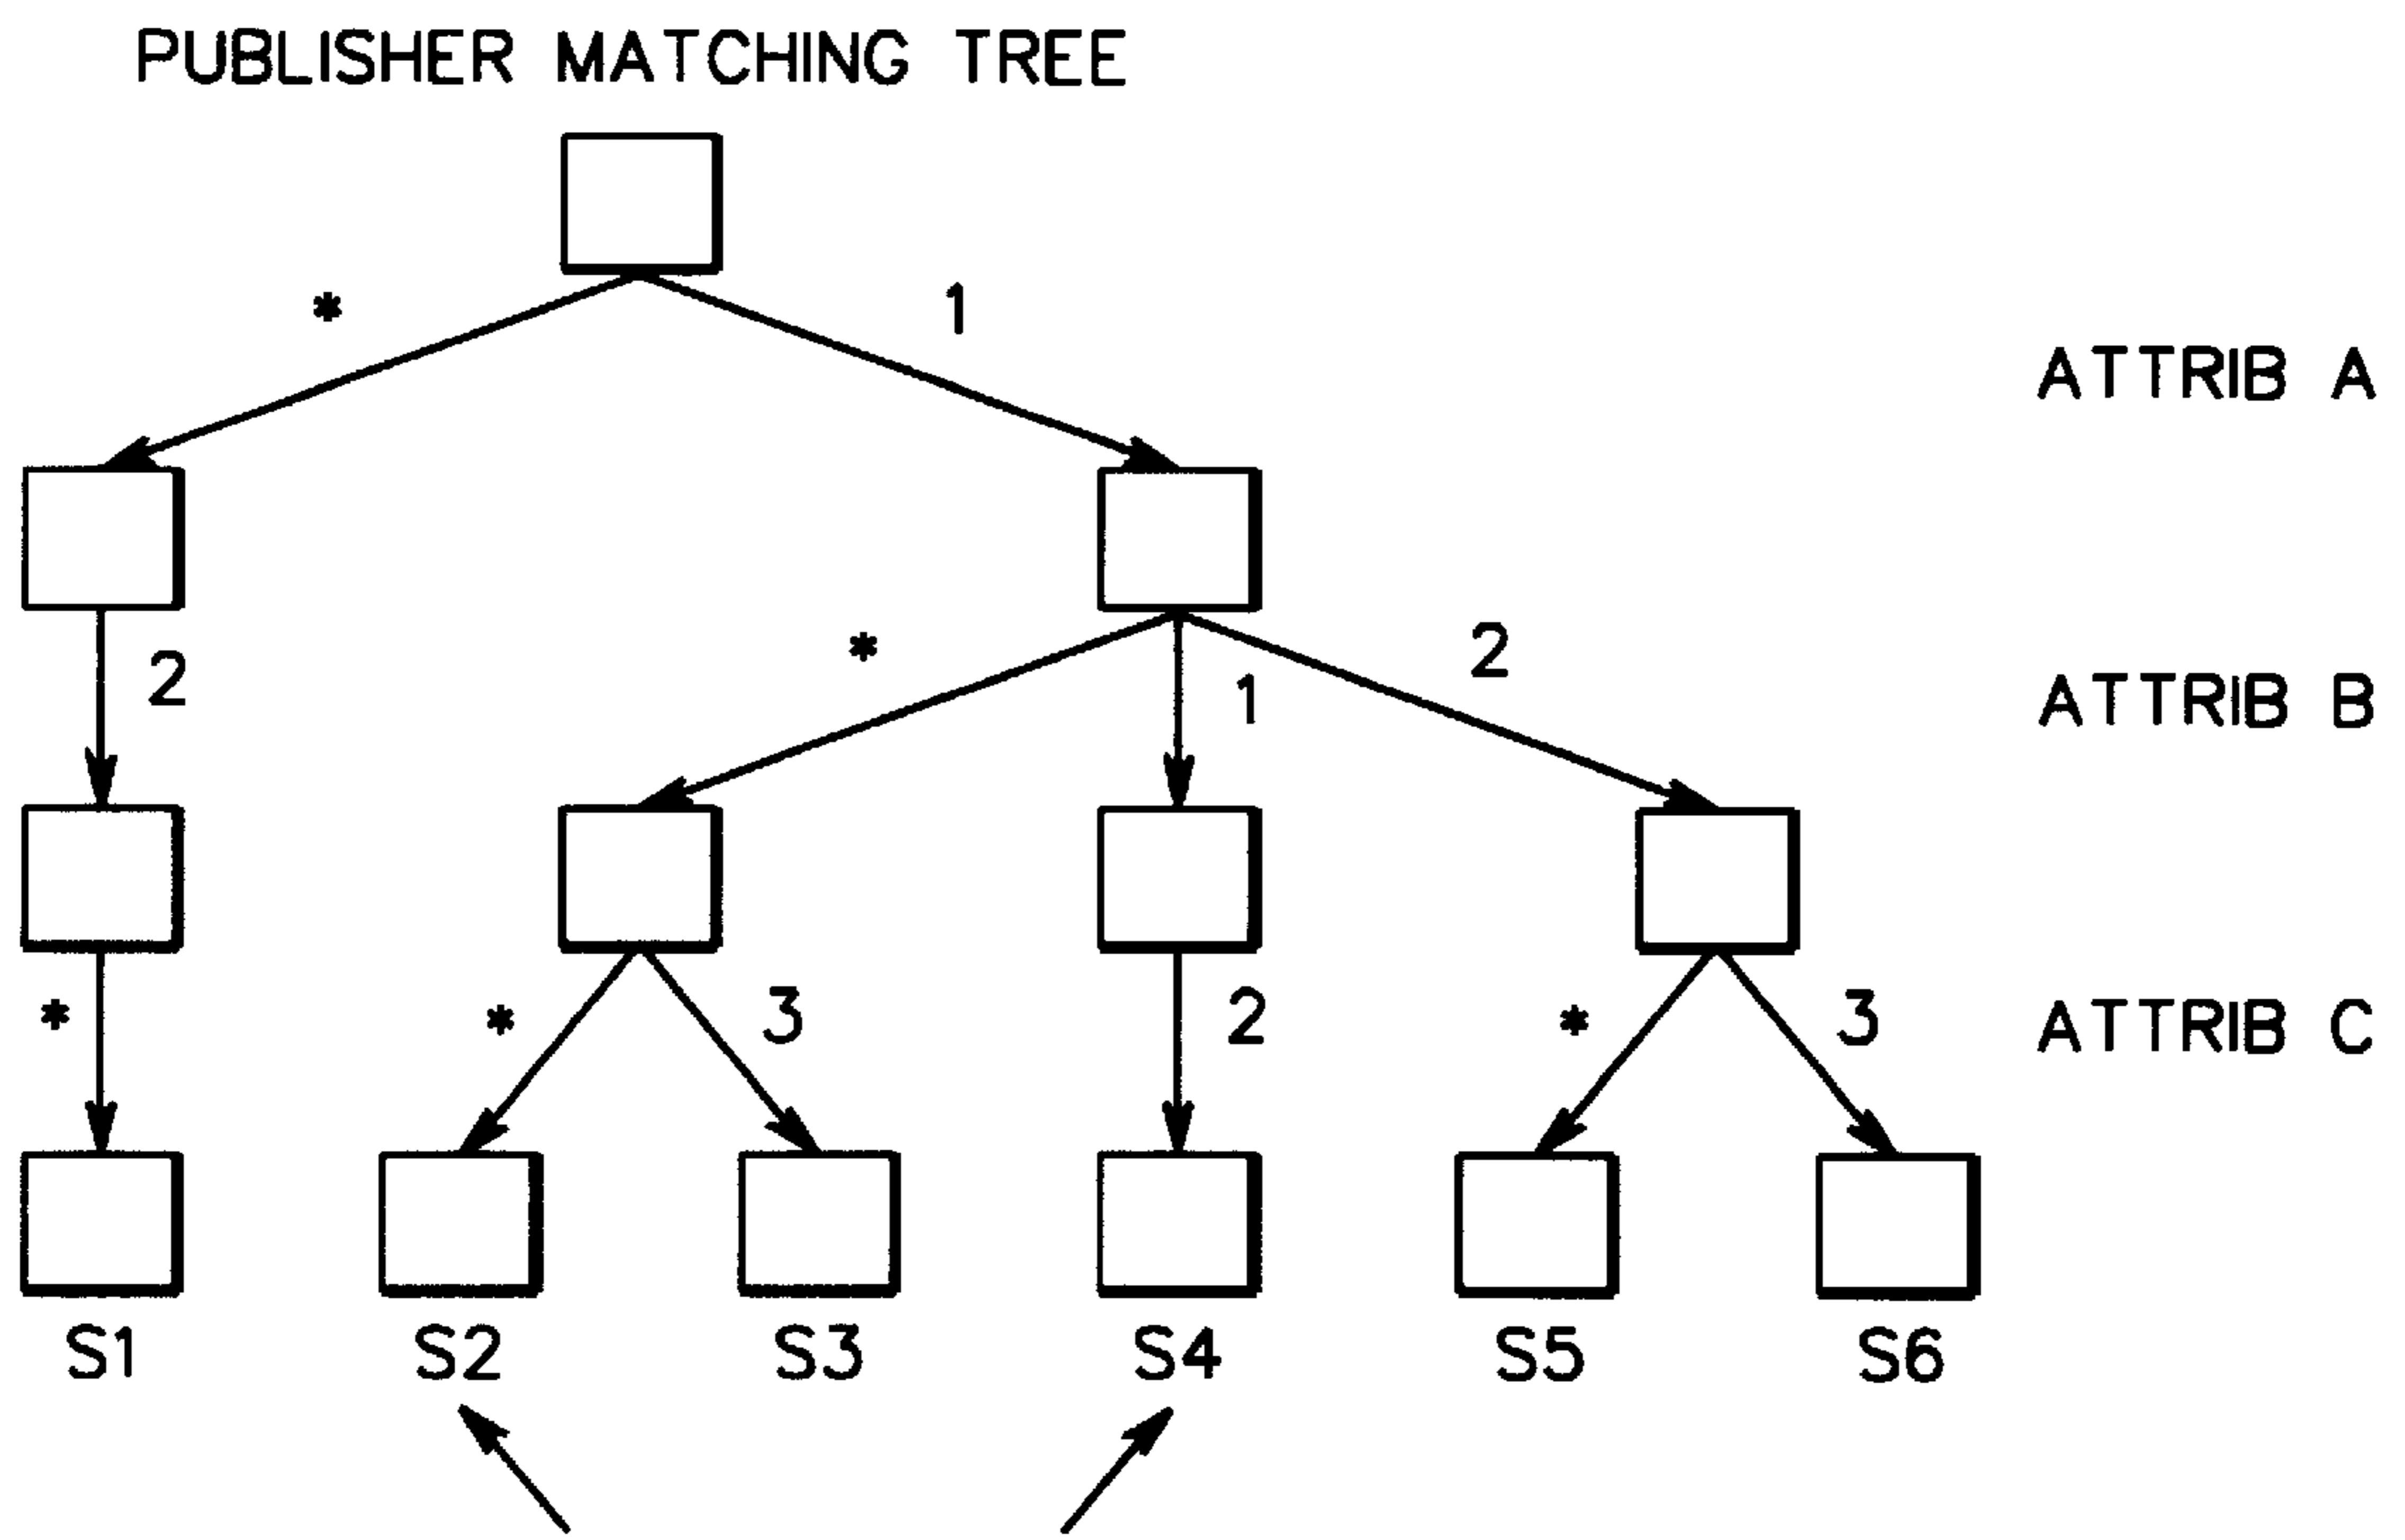 PUBLISHER MATCHING TREE
* 1
ATTRIB A
* 2
2 1
ATTRIB B
* * 3 2 * 3
ATTRIB C
S1 S2 S3 S4 S5 S6